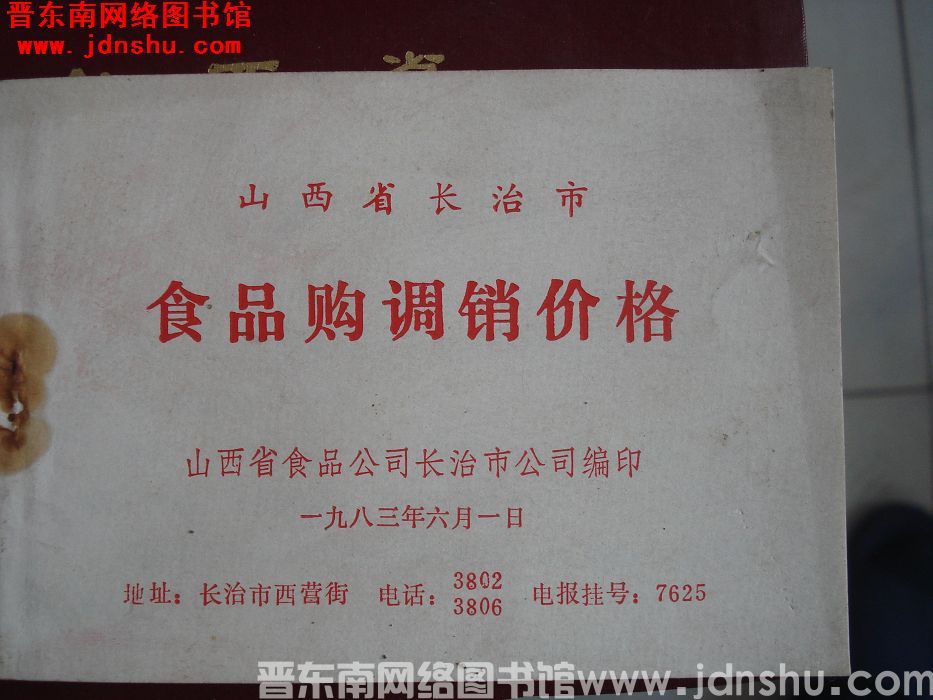 晋东南网络图书馆
www.jdnshu.com
西省
山西省长治市
食品购调销价格
山西省食品公司长治市公司编印
一九八三年六月一日
地址：长治市西营街 电话：3802 3806 电报挂号：7625
晋东南网络图书馆www.jdnshu.com